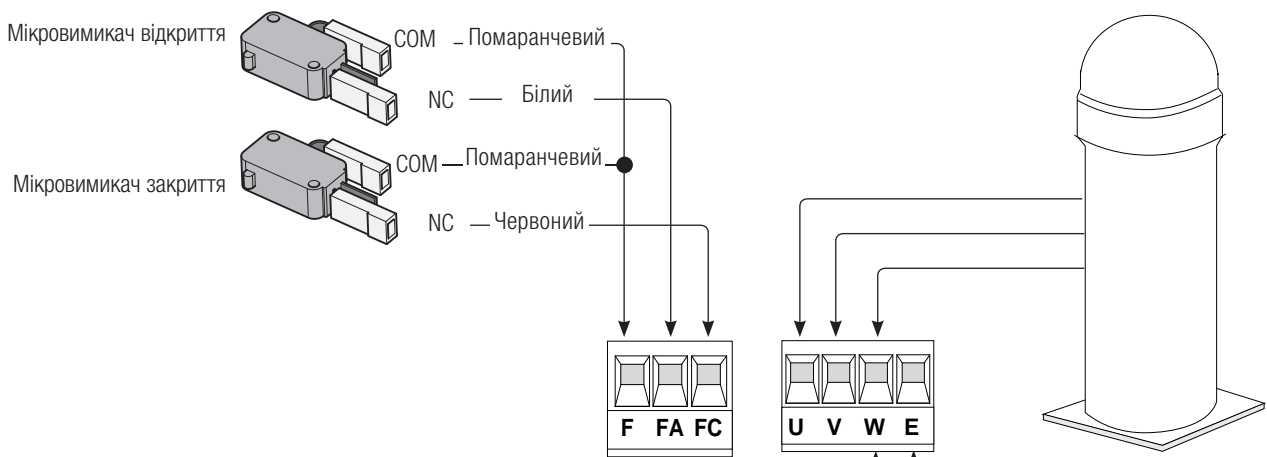 Мікровимикач відкриття COM Помаранчевий
NC Білий
Мікровимикач закриття COM Помаранчевий
NC Червоний
F FA FC
U V W E